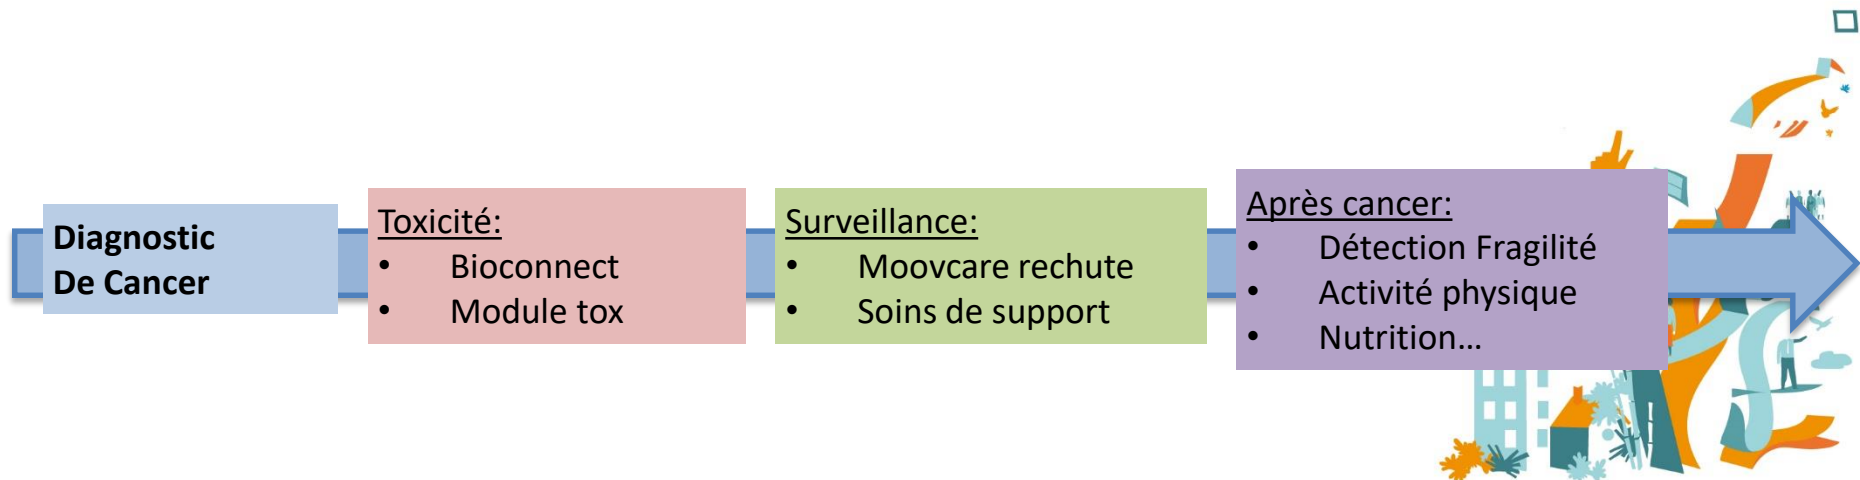 Diagnostic
De Cancer
Toxicité:
• Bioconnect
• Module tox
Surveillance:
• Moovcare rechute
• Soins de support
Après cancer:
• Détection Fragilité
• Activité physique
• Nutrition…